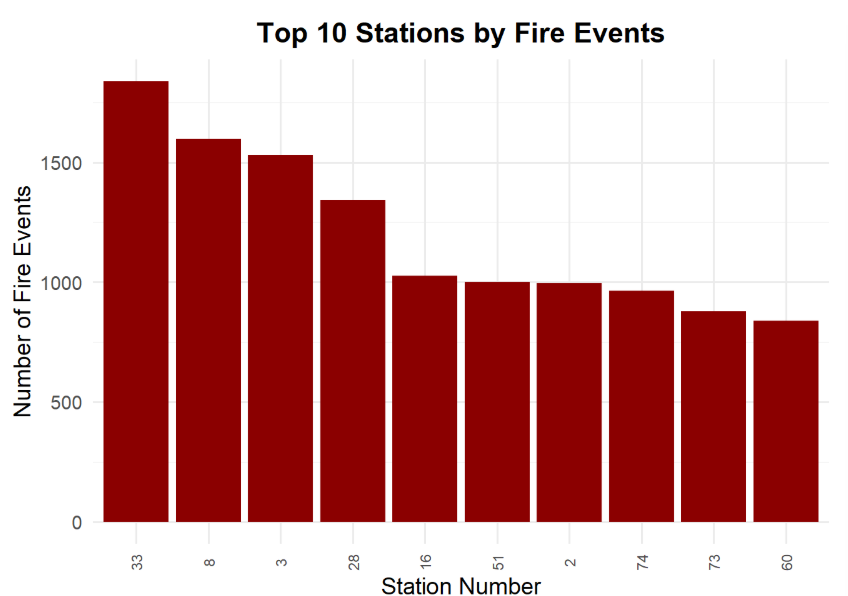 Top 10 Stations by Fire Events
Number of Fire Events
1500
1000
500
0
33 8 3 28 16 51 2 74 73 60
Station Number